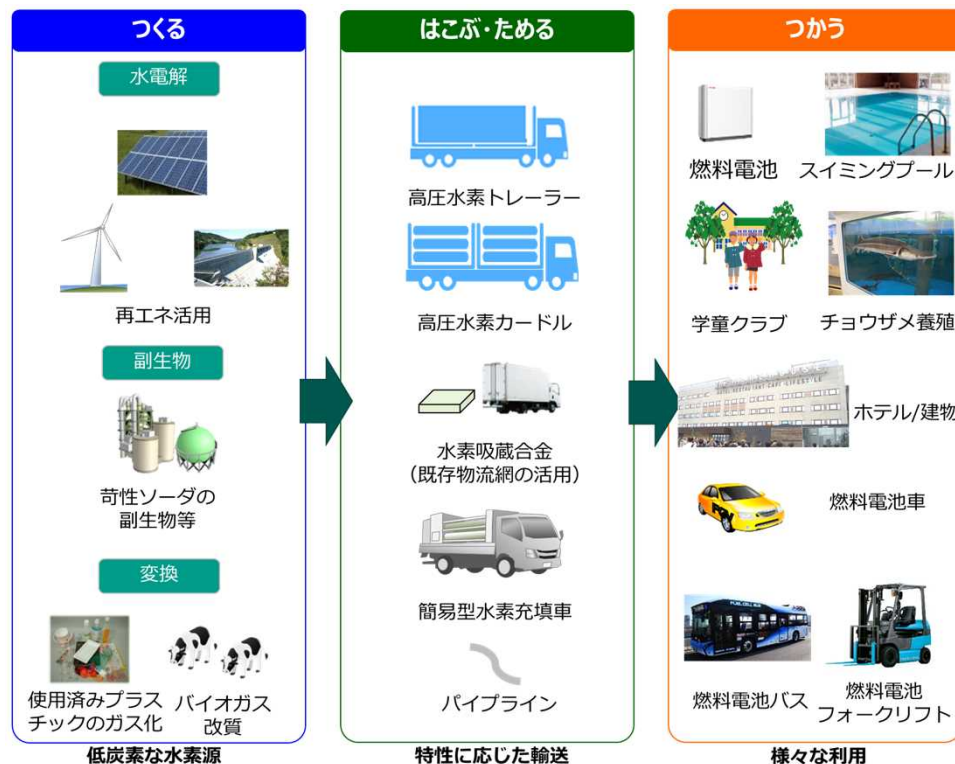 つくる
水電解
再エネ活用
副生物
苛性ソーダの
副生物等
変換
使用済みプラス
チックのガス化
バイオガス
改質
低炭素な水素源
はこぶ・ためる
高圧水素トレーラー
高圧水素カードル
水素吸蔵合金
（既存物流網の活用）
簡易型水素充填車
パイプライン
特性に応じた輸送
つかう
燃料電池
スイミングプール
学童クラブ
チョウザメ養殖
ホテル/建物
燃料電池車
FUEL CELL BUS
燃料電池バス
燃料電池
フォークリフト
様々な利用